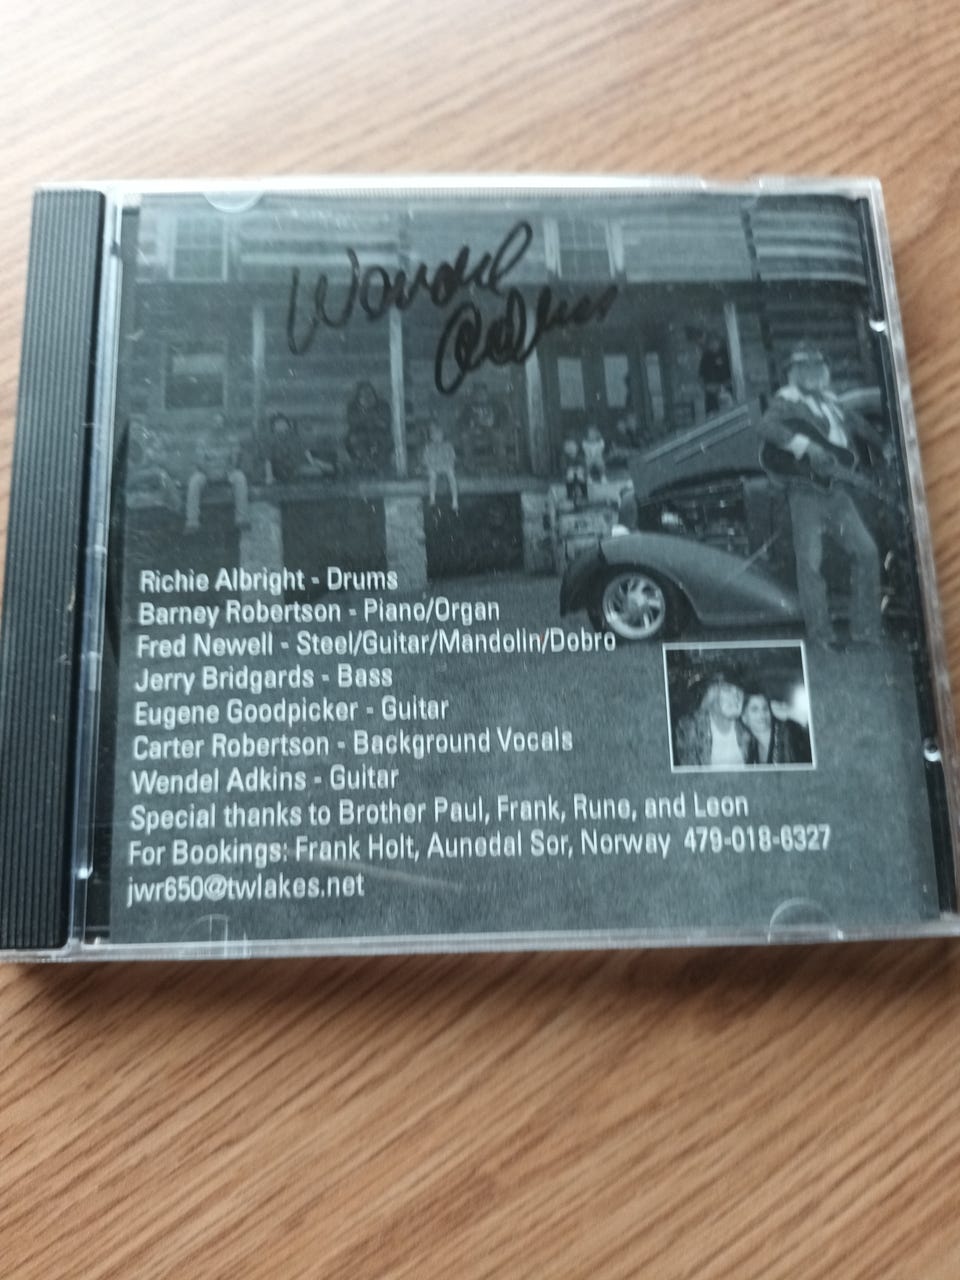 Wendel
Adkins
Richie Albright - Drums
Barney Robertson - Piano/Organ
Fred Newell - Steel/Guitar/Mandolin/Dobro
Jerry Bridgards - Bass
Eugene Goodpicker - Guitar
Carter Robertson - Background Vocals
Wendel Adkins - Guitar
Special thanks to Brother Paul, Frank, Rune, and Leon
For Bookings: Frank Holt, Aunedal Sor, Norway 479-018-6327
jwr650@twlakes.net